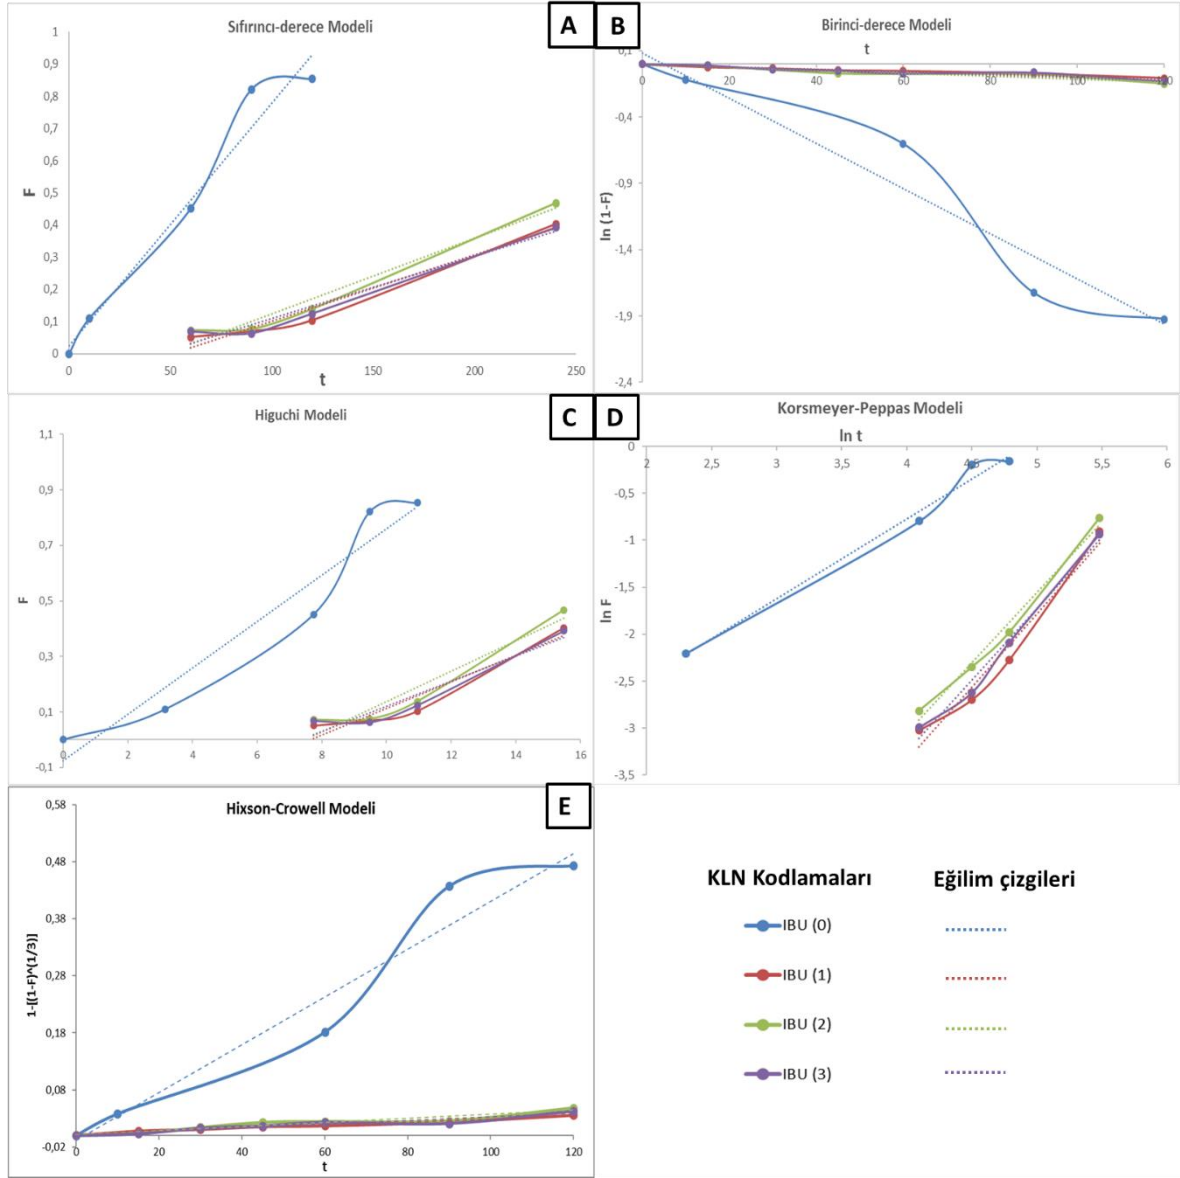 Sıfırıncı-derece Modeli
A
1
0,9
0,8
0,7
0,6
0,5
0,4
0,3
0,2
0,1
0
F
0 50 100 150 200 250
t
B
Birinci-derece Modeli
t
0,1
0 20 40 60 80 100 120
-0,4
-0,9
-1,4
-1,9
-2,4
ln (1-F)
Higuchi Modeli
C
1,1
0,9
0,7
0,5
0,3
0,1
-0,1
F
0 2 4 6 8 10 12 14 16
D
Korsmeyer-Peppas Modeli
ln t
0
2 2,5 3 3,5 4 4,5 5 5,5 6
-0,5
-1
-1,5
-2
-2,5
-3
-3,5
ln F
Hixson-Crowell Modeli
E
0,58
0,48
0,38
0,28
0,18
0,08
-0,02
1-[(1-F)^(1/3)]
0 20 40 60 80 100 120
t
KLN Kodlamaları Eğilim çizgileri
IBU (0)
IBU (1)
IBU (2)
IBU (3)